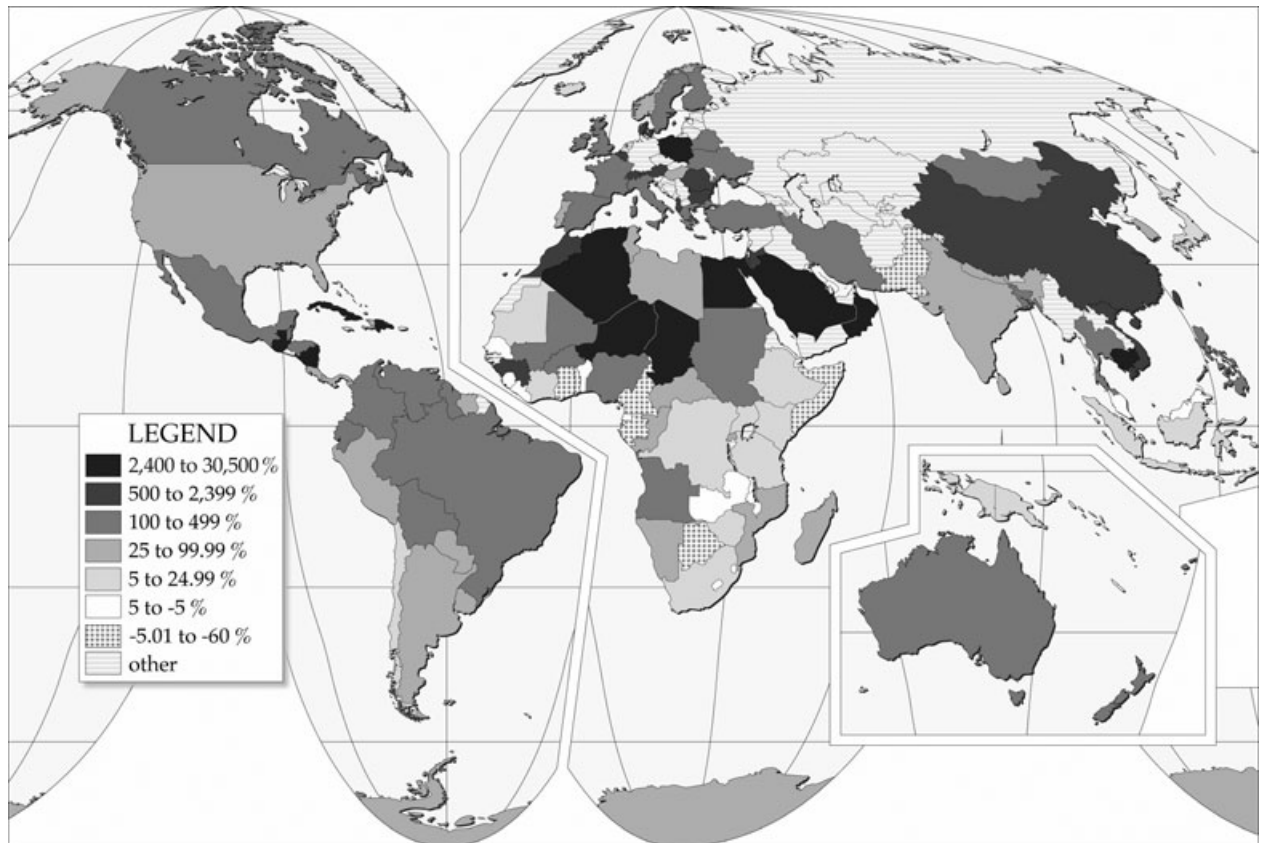 LEGEND
2,400 to 30,500 %
500 to 2,399 %
100 to 499 %
25 to 99.99 %
5 to 24.99 %
5 to -5 %
-5.01 to -60 %
other